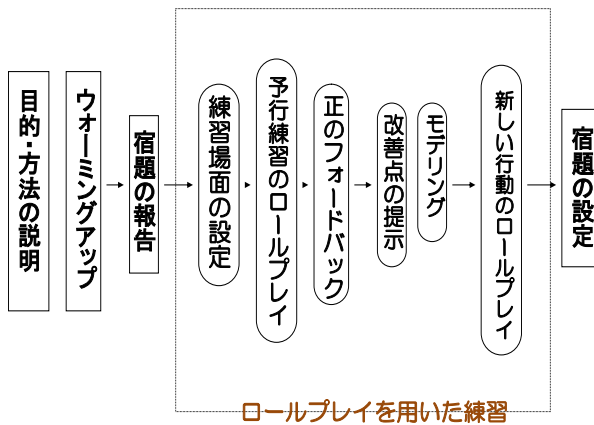 目的・方法の説明
ウォーミングアップ
宿題の報告
練習場面の設定
予行練習のロールプレイ
正のフォードバック
改善点の提示
モデリング
新しい行動のロールプレイ
宿題の設定
ロールプレイを用いた練習